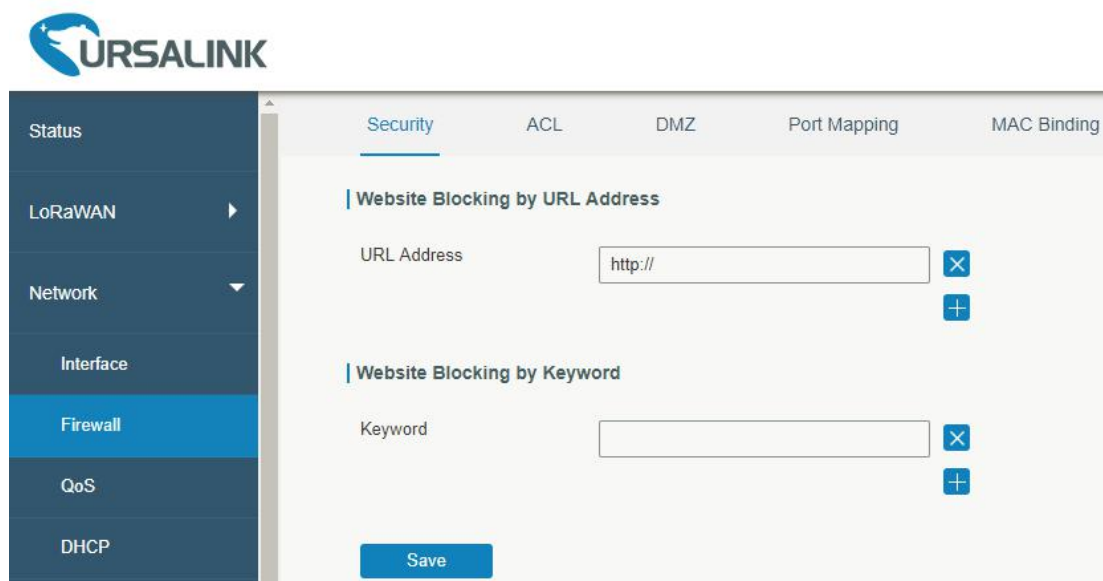 URSALINK
Status
LoRaWAN
Network
Interface
Firewall
QoS
DHCP
Security ACL DMZ Port Mapping MAC Binding
Website Blocking by URL Address
URL Address http://
Website Blocking by Keyword
Keyword
Save